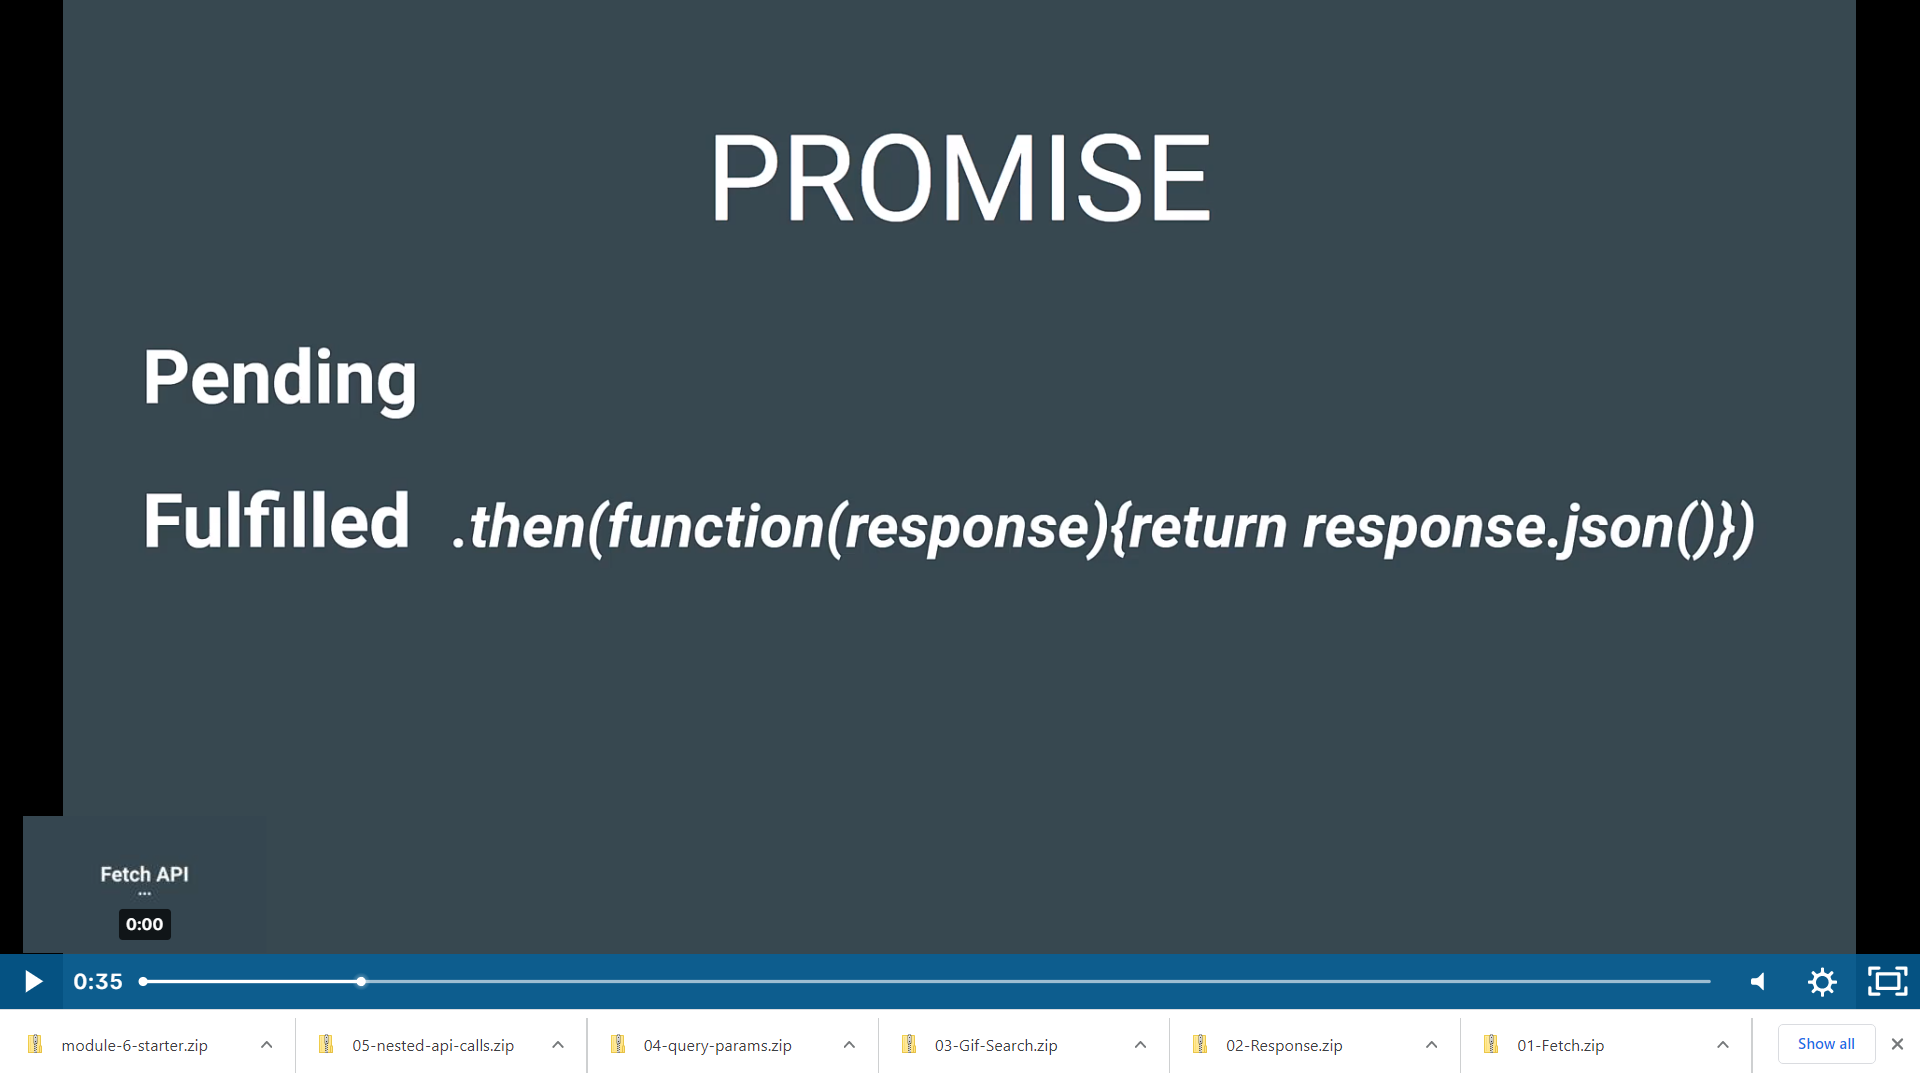 PROMISE
Pending
Fulfilled .then(function(response){return response.json()})
Fetch API
...
0:00
0:35
module-6-starter.zip
05-nested-api-calls.zip
04-query-params.zip
03-Gif-Search.zip
02-Response.zip
01-Fetch.zip
Show all